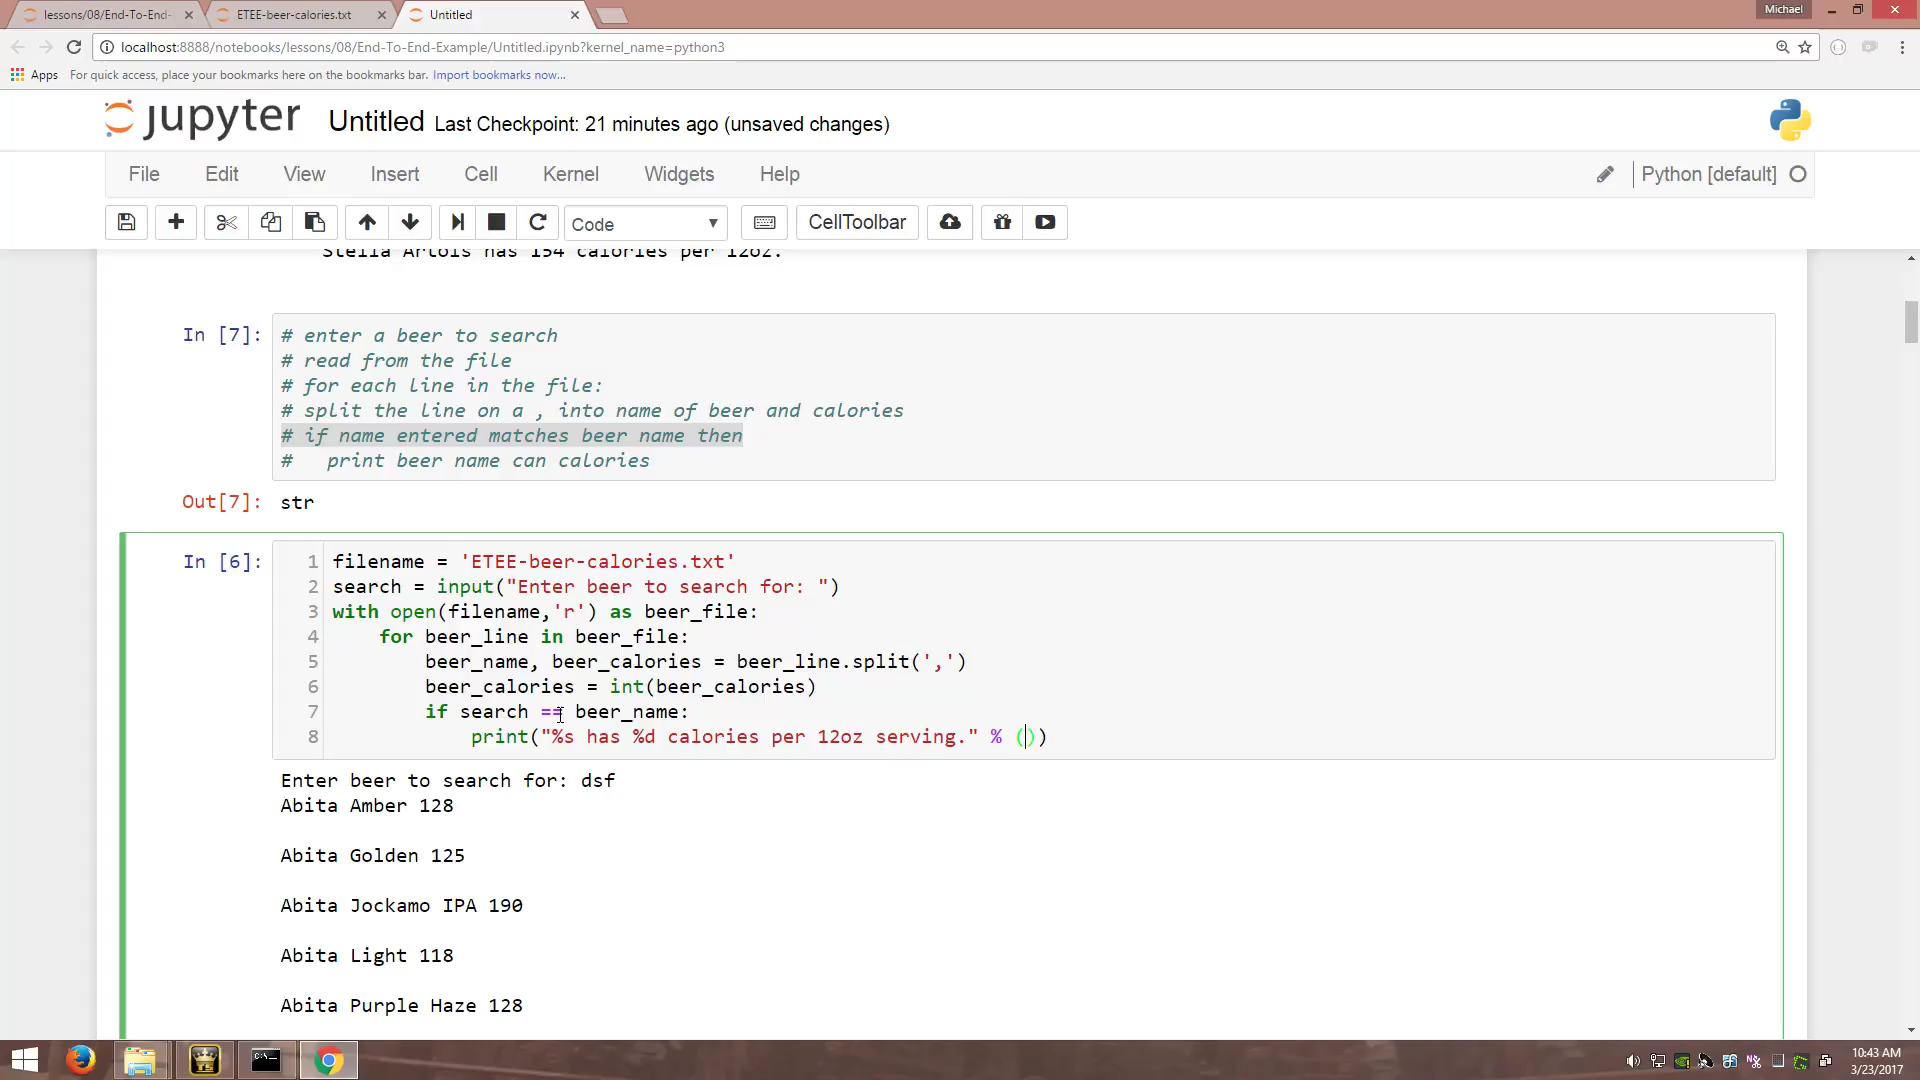 lessons/08/End-To-End-
ETEE-beer-calories.txt
Untitled
Michael
localhost:8888/notebooks/lessons/08/End-To-End-Example/Untitled.ipynb?kernel_name=python3
Apps For quick access, place your bookmarks here on the bookmarks bar. Import bookmarks now...
jupyter Untitled Last Checkpoint: 21 minutes ago (unsaved changes)
File Edit View Insert Cell Kernel Widgets Help Python [default]
Code CellToolbar
Stella Artois has 154 calories per 12oz.
In [7]:
# enter a beer to search
# read from the file
# for each line in the file:
# split the line on a , into name of beer and calories
# if name entered matches beer name then
#   print beer name can calories
Out[7]: str
In [6]:
1 filename = 'ETEE-beer-calories.txt'
2 search = input("Enter beer to search for: ")
3 with open(filename,'r') as beer_file:
4     for beer_line in beer_file:
5         beer_name, beer_calories = beer_line.split(',')
6         beer_calories = int(beer_calories)
7         if search == beer_name:
8             print("%s has %d calories per 12oz serving." % ())
Enter beer to search for: dsf
Abita Amber 128
Abita Golden 125
Abita Jockamo IPA 190
Abita Light 118
Abita Purple Haze 128
10:43 AM
3/23/2017